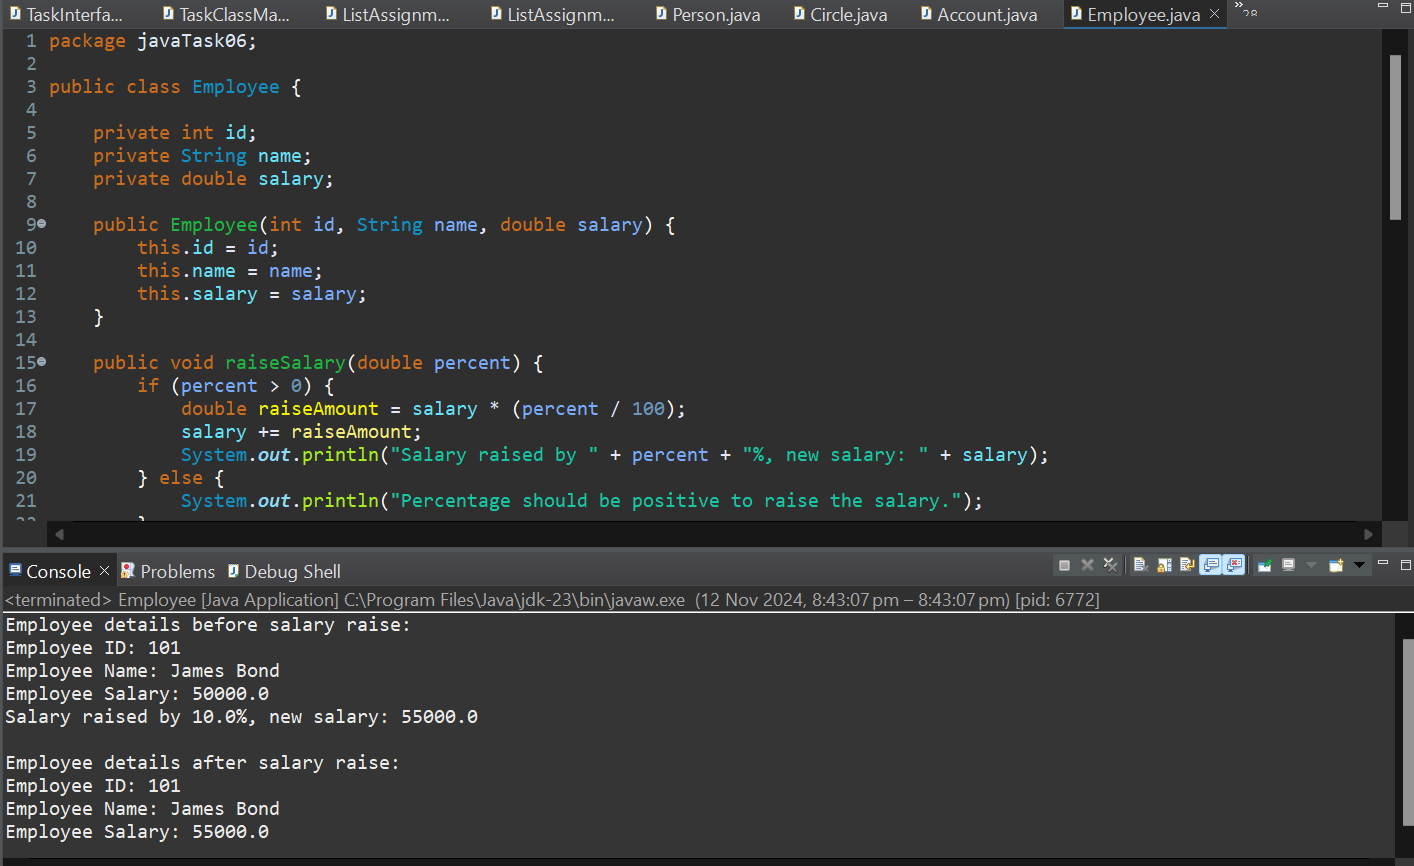 TaskInterfa... TaskClassMa... ListAssignm... ListAssignm... Person.java Circle.java Account.java Employee.java × »28
1 package javaTask06;
2
3 public class Employee {
4
5 private int id;
6 private String name;
7 private double salary;
8
9 public Employee(int id, String name, double salary) {
10 this.id = id;
11 this.name = name;
12 this.salary = salary;
13 }
14
15 public void raiseSalary(double percent) {
16 if (percent > 0) {
17 double raiseAmount = salary * (percent / 100);
18 salary += raiseAmount;
19 System.out.println("Salary raised by " + percent + "%, new salary: " + salary);
20 } else {
21 System.out.println("Percentage should be positive to raise the salary.");
Console × Problems Debug Shell
<terminated> Employee [Java Application] C:\Program Files\Java\jdk-23\bin\javaw.exe (12 Nov 2024, 8:43:07 pm – 8:43:07 pm) [pid: 6772]
Employee details before salary raise:
Employee ID: 101
Employee Name: James Bond
Employee Salary: 50000.0
Salary raised by 10.0%, new salary: 55000.0
Employee details after salary raise:
Employee ID: 101
Employee Name: James Bond
Employee Salary: 55000.0